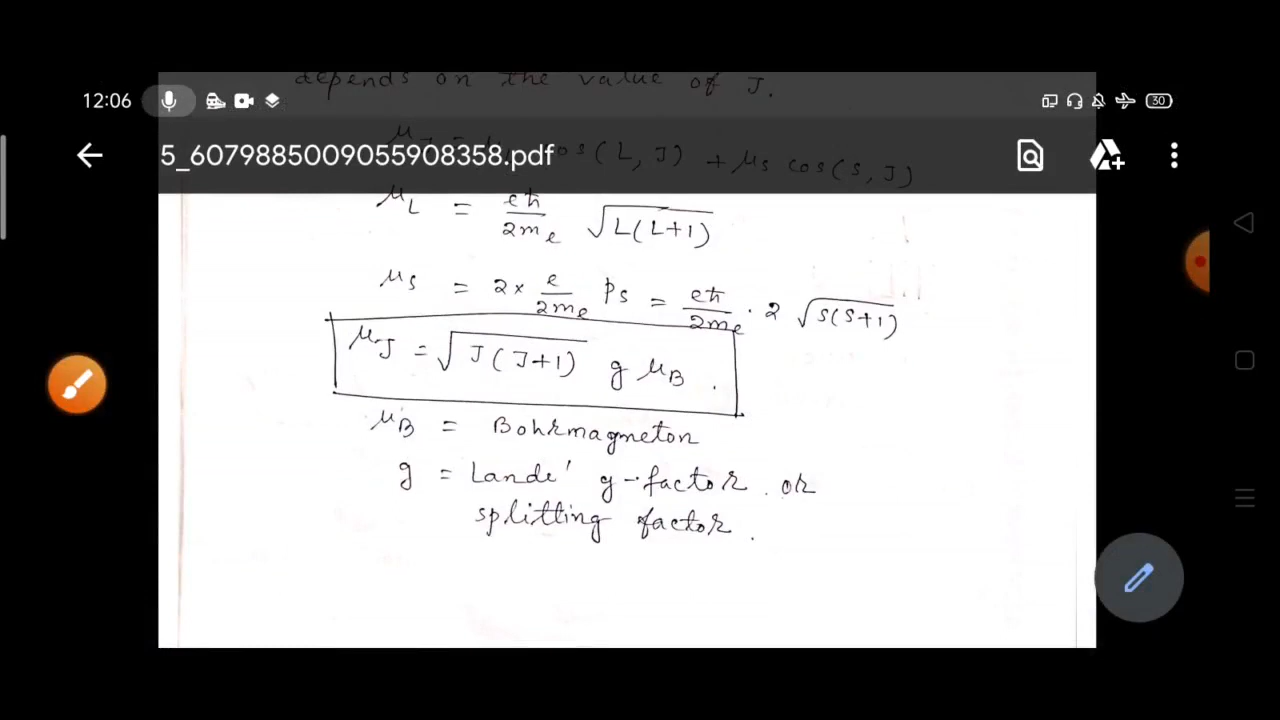 depends on the value of J.
12:06
30
5_6079885009055908358.pdf
cos(L, J) + μs cos(S, J)
μL = eħ/2me √L(L+1)
μs = 2× e/2me Ps = eħ/2me · 2 √S(S+1)
μJ = √J(J+1) g μB .
μB = Bohrmagneton
g = Lande' g-factor. or
splitting factor.